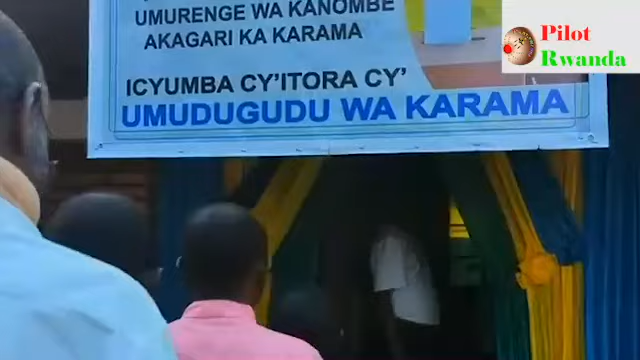 UMURENGE WA KANOMBE
AKAGARI KA KARAMA
ICYUMBA CY'ITORA CY'
UMUDUGUDU WA KARAMA
Pilot
Rwanda